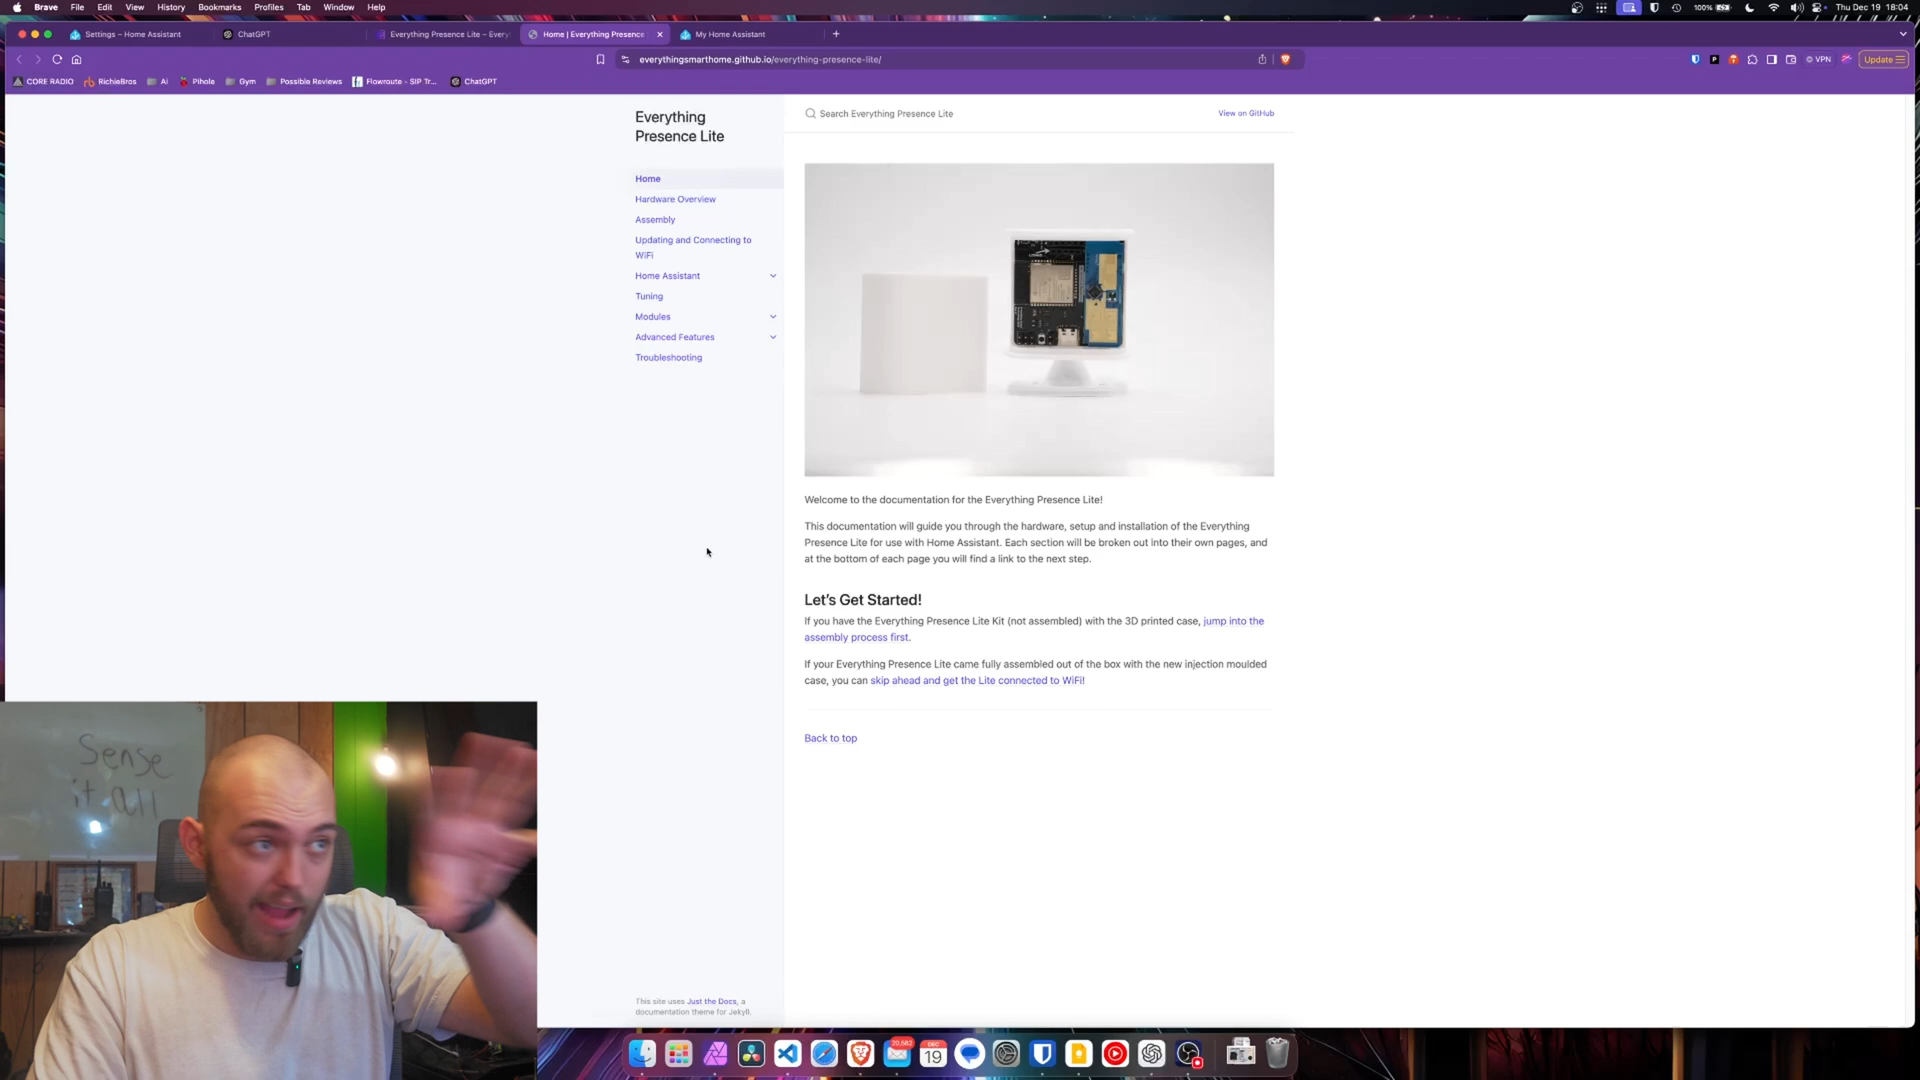 Brave File Edit View History Bookmarks Profiles Tab Window Help
100% Thu Dec 19 18:04
Settings – Home Assistant
ChatGPT
Everything Presence Lite – Every
Home | Everything Presence
My Home Assistant
everythingsmarthome.github.io/everything-presence-lite/
VPN
Update
CORE RADIO RichieBros Ai Pihole Gym Possible Reviews Flowroute - SIP Tr... ChatGPT
Everything
Presence Lite
Search Everything Presence Lite
View on GitHub
Home
Hardware Overview
Assembly
Updating and Connecting to
WiFi
Home Assistant
Tuning
Modules
Advanced Features
Troubleshooting
Welcome to the documentation for the Everything Presence Lite!
This documentation will guide you through the hardware, setup and installation of the Everything
Presence Lite for use with Home Assistant. Each section will be broken out into their own pages, and
at the bottom of each page you will find a link to the next step.
Let's Get Started!
If you have the Everything Presence Lite Kit (not assembled) with the 3D printed case, jump into the
assembly process first.
If your Everything Presence Lite came fully assembled out of the box with the new injection moulded
case, you can skip ahead and get the Lite connected to WiFi!
Back to top
Sense
it all
This site uses Just the Docs, a
documentation theme for Jekyll.
20,582
DEC
19